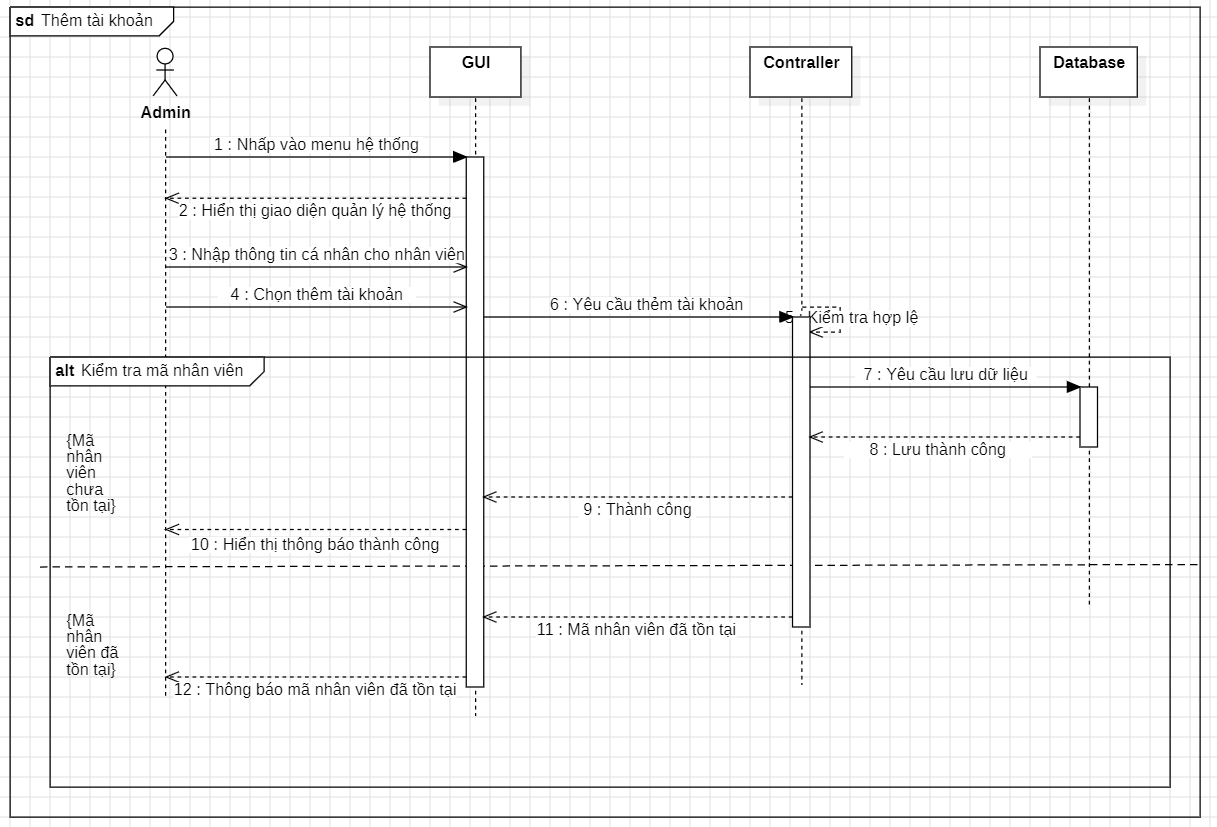 sd Thêm tài khoản
Admin
GUI
Contraller
Database
1 : Nhấp vào menu hệ thống
2 : Hiển thị giao diện quản lý hệ thống
3 : Nhập thông tin cá nhân cho nhân viên
4 : Chọn thêm tài khoản
6 : Yêu cầu thẻm tài khoản
5 : Kiểm tra hợp lệ
alt Kiểm tra mã nhân viên
7 : Yêu cầu lưu dữ liệu
{Mã
nhân
viên
chưa
tồn tại}
8 : Lưu thành công
9 : Thành công
10 : Hiển thị thông báo thành công
{Mã
nhân
viên đã
tồn tại}
11 : Mã nhân viên đã tồn tại
12 : Thông báo mã nhân viên đã tồn tại